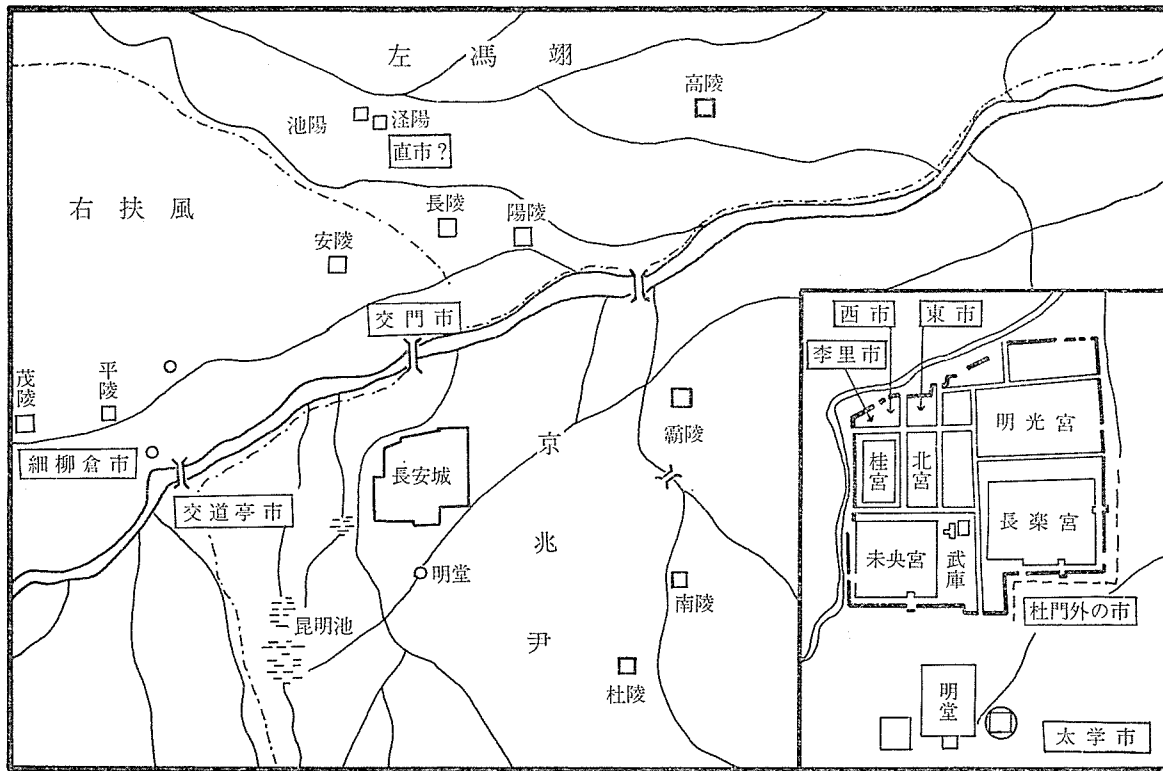 左馮翊
高陵
池陽
涇陽
直市?
右扶風
長陵
陽陵
安陵
交門市
茂陵
平陵
細柳倉市
交道亭市
長安城
霸陵
京兆尹
明堂
昆明池
南陵
杜陵
西市
東市
李里市
明光宮
桂宮
北宮
長楽宮
未央宮
武庫
杜門外の市
明堂
太学市